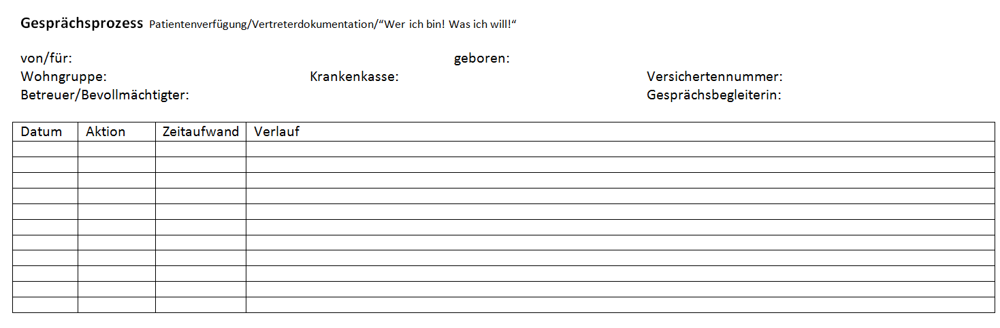 Gesprächsprozess Patientenverfügung/Vertreterdokumentation/“Wer ich bin! Was ich will!“
von/für: geboren:
Wohngruppe: Krankenkasse: Versichertennummer:
Betreuer/Bevollmächtigter: Gesprächsbegleiterin:
Datum Aktion Zeitaufwand Verlauf